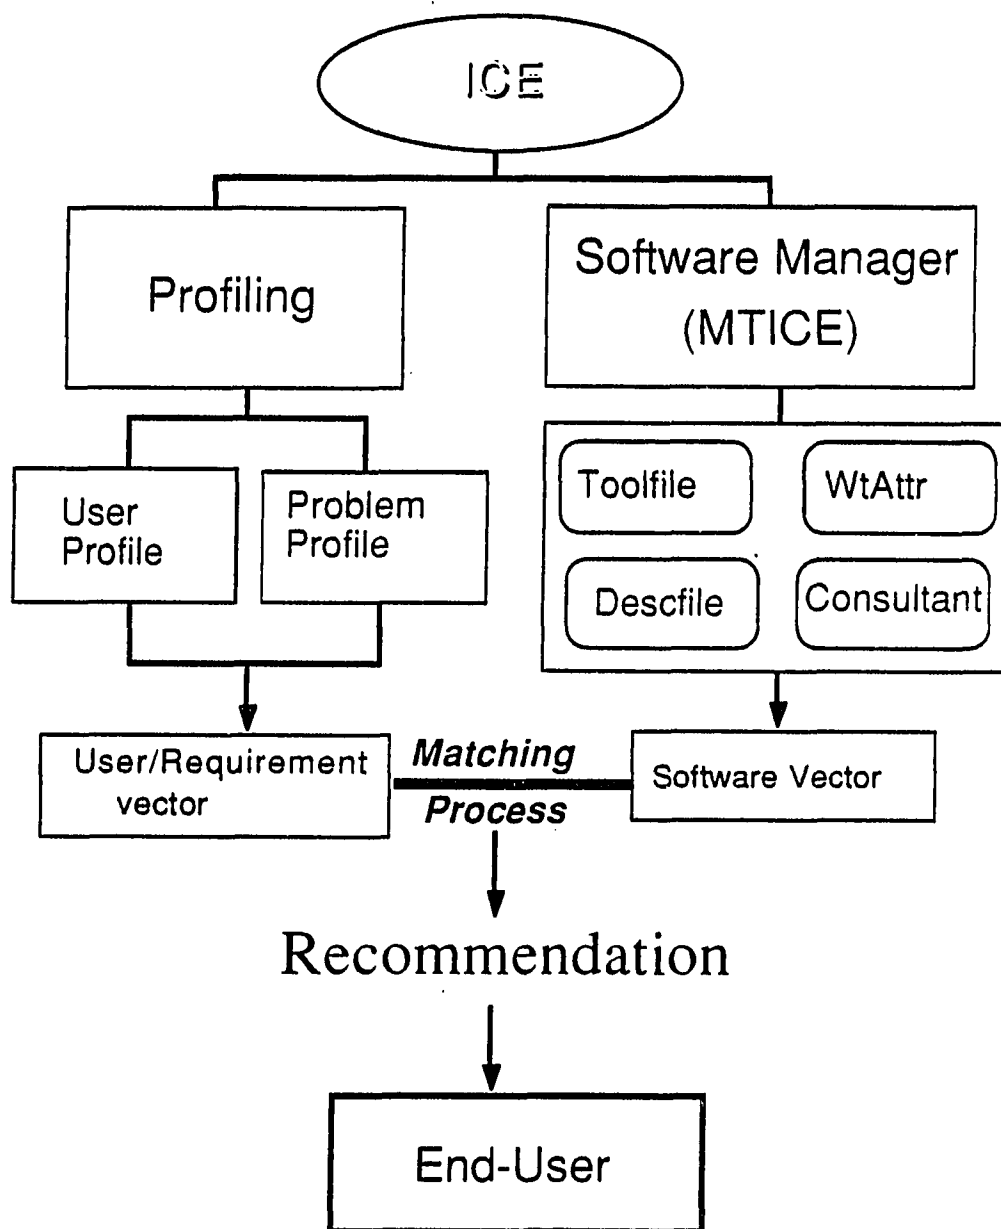 ICE
Profiling
Software Manager
(MTICE)
User
Profile
Problem
Profile
Toolfile
WtAttr
Descfile
Consultant
User/Requirement
vector
Matching
Process
Software Vector
Recommendation
End-User